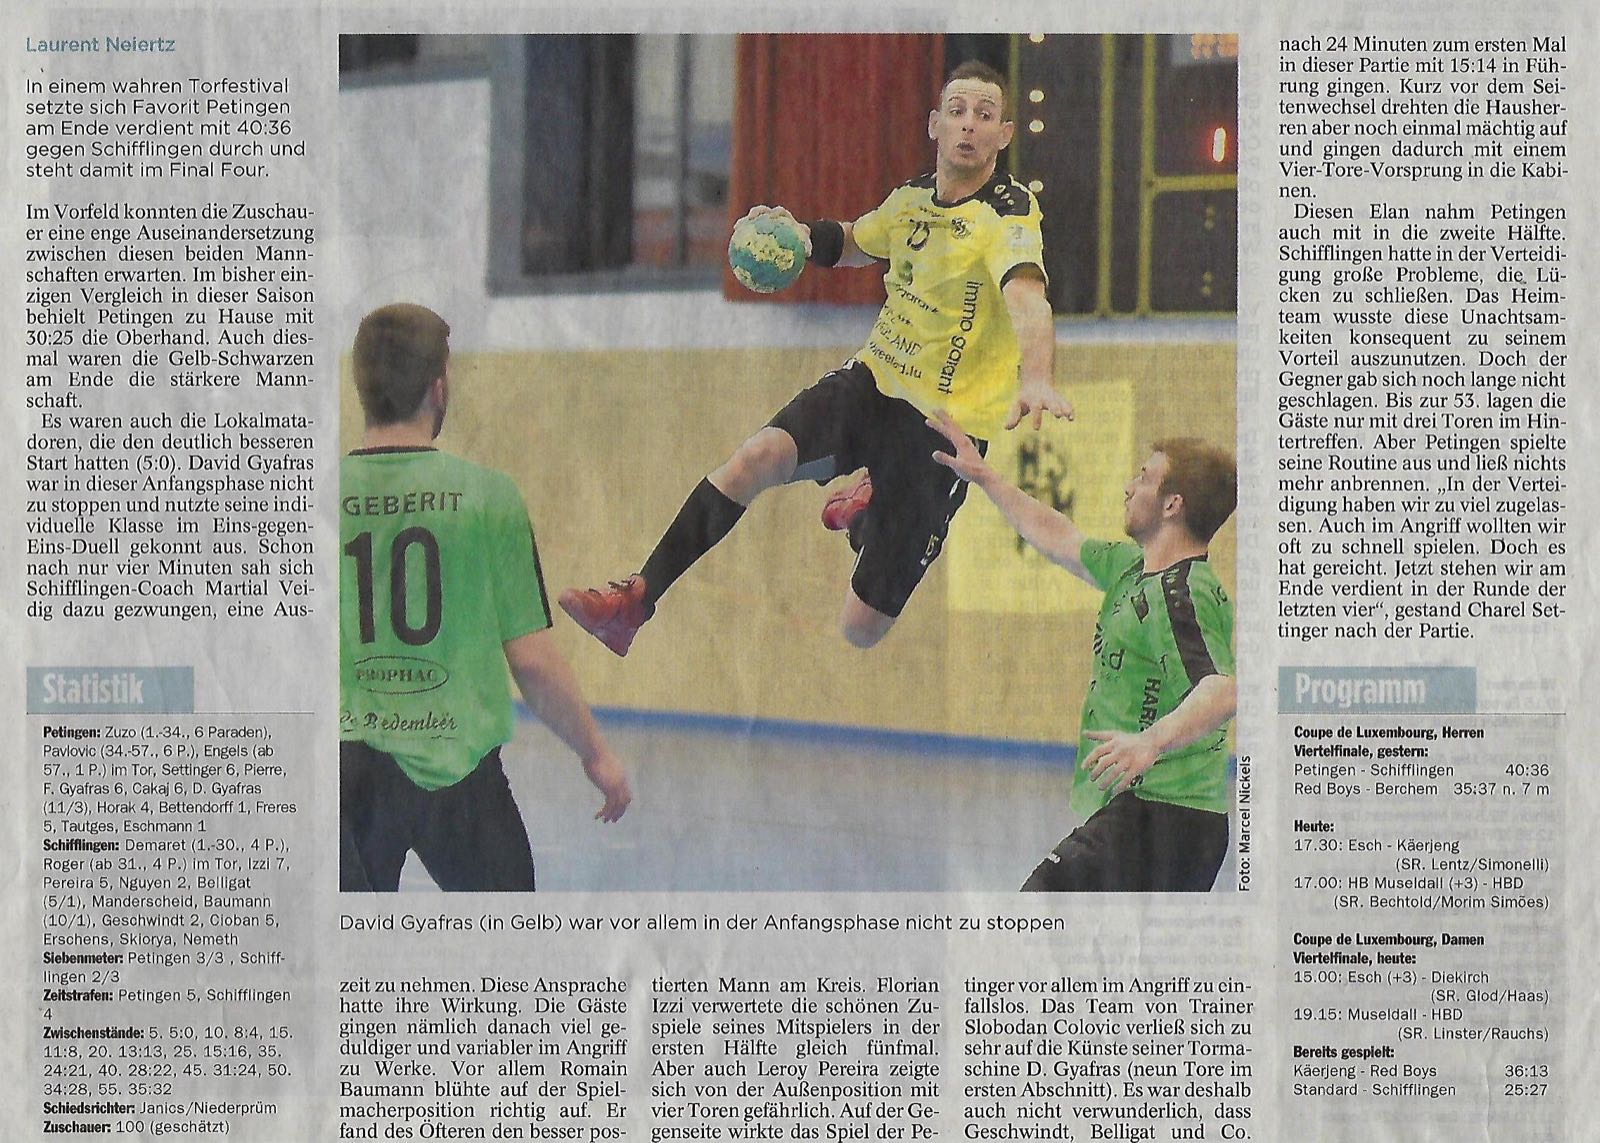 Laurent Neiertz
In einem wahren Torfestival
setzte sich Favorit Petingen
am Ende verdient mit 40:36
gegen Schifflingen durch und
steht damit im Final Four.
Im Vorfeld konnten die Zuschau-
er eine enge Auseinandersetzung
zwischen diesen beiden Mann-
schaften erwarten. Im bisher ein-
zigen Vergleich in dieser Saison
behielt Petingen zu Hause mit
30:25 die Oberhand. Auch dies-
mal waren die Gelb-Schwarzen
am Ende die stärkere Mann-
schaft.
Es waren auch die Lokalmata-
doren, die den deutlich besseren
Start hatten (5:0). David Gyafras
war in dieser Anfangsphase nicht
zu stoppen und nutzte seine indi-
viduelle Klasse im Eins-gegen-
Eins-Duell gekonnt aus. Schon
nach nur vier Minuten sah sich
Schifflingen-Coach Martial Vei-
dig dazu gezwungen, eine Aus-
zeit zu nehmen. Diese Ansprache
hatte ihre Wirkung. Die Gäste
gingen nämlich danach viel ge-
duldiger und variabler im Angriff
zu Werke. Vor allem Romain
Baumann blühte auf der Spiel-
macherposition richtig auf. Er
fand des Öfteren den besser pos-
tierten Mann am Kreis. Florian
Izzi verwertete die schönen Zu-
spiele seines Mitspielers in der
ersten Hälfte gleich fünfmal.
Aber auch Leroy Pereira zeigte
sich von der Außenposition mit
vier Toren gefährlich. Auf der Ge-
genseite wirkte das Spiel der Pe-
tinger vor allem im Angriff zu ein-
fallslos. Das Team von Trainer
Slobodan Colovic verließ sich zu
sehr auf die Künste seiner Torma-
schine D. Gyafras (neun Tore im
ersten Abschnitt). Es war deshalb
auch nicht verwunderlich, dass
Geschwindt, Belligat und Co.
nach 24 Minuten zum ersten Mal
in dieser Partie mit 15:14 in Füh-
rung gingen. Kurz vor dem Sei-
tenwechsel drehten die Hausher-
ren aber noch einmal mächtig auf
und gingen dadurch mit einem
Vier-Tore-Vorsprung in die Kabi-
nen.
Diesen Elan nahm Petingen
auch mit in die zweite Hälfte.
Schifflingen hatte in der Verteidi-
gung große Probleme, die Lü-
cken zu schließen. Das Heim-
team wusste diese Unachtsam-
keiten konsequent zu seinem
Vorteil auszunutzen. Doch der
Gegner gab sich noch lange nicht
geschlagen. Bis zur 53. lagen die
Gäste nur mit drei Toren im Hin-
tertreffen. Aber Petingen spielte
seine Routine aus und ließ nichts
mehr anbrennen. „In der Vertei-
digung haben wir zu viel zugelas-
sen. Auch im Angriff wollten wir
oft zu schnell spielen. Doch es
hat gereicht. Jetzt stehen wir am
Ende verdient in der Runde der
letzten vier“, gestand Charel Set-
tinger nach der Partie.
immo garant
GEBERIT
10
PROPHAC
De Bedemleër
Foto: Marcel Nickels
David Gyafras (in Gelb) war vor allem in der Anfangsphase nicht zu stoppen
Statistik
Petingen: Zuzo (1.-34., 6 Paraden),
Pavlovic (34.-57., 6 P.), Engels (ab
57., 1 P.) im Tor, Settinger 6, Pierre,
F. Gyafras 6, Cakaj 6, D. Gyafras
(11/3), Horak 4, Bettendorff 1, Freres
5, Tautges, Eschmann 1
Schifflingen: Demaret (1.-30., 4 P.),
Roger (ab 31., 4 P.) im Tor, Izzi 7,
Pereira 5, Nguyen 2, Belligat
(5/1), Manderscheid, Baumann
(10/1), Geschwindt 2, Cioban 5,
Erschens, Skiorya, Nemeth
Siebenmeter: Petingen 3/3 , Schiff-
lingen 2/3
Zeitstrafen: Petingen 5, Schifflingen
4
Zwischenstände: 5. 5:0, 10. 8:4, 15.
11:8, 20. 13:13, 25. 15:16, 35.
24:21, 40. 28:22, 45. 31:24, 50.
34:28, 55. 35:32
Schiedsrichter: Janics/Niederprüm
Zuschauer: 100 (geschätzt)
Programm
Coupe de Luxembourg, Herren
Viertelfinale, gestern:
Petingen - Schifflingen 40:36
Red Boys - Berchem 35:37 n. 7 m
Heute:
17.30: Esch - Käerjeng
(SR. Lentz/Simonelli)
17.00: HB Museldall (+3) - HBD
(SR. Bechtold/Morim Simões)
Coupe de Luxembourg, Damen
Viertelfinale, heute:
15.00: Esch (+3) - Diekirch
(SR. Glod/Haas)
19.15: Museldall - HBD
(SR. Linster/Rauchs)
Bereits gespielt:
Käerjeng - Red Boys 36:13
Standard - Schifflingen 25:27